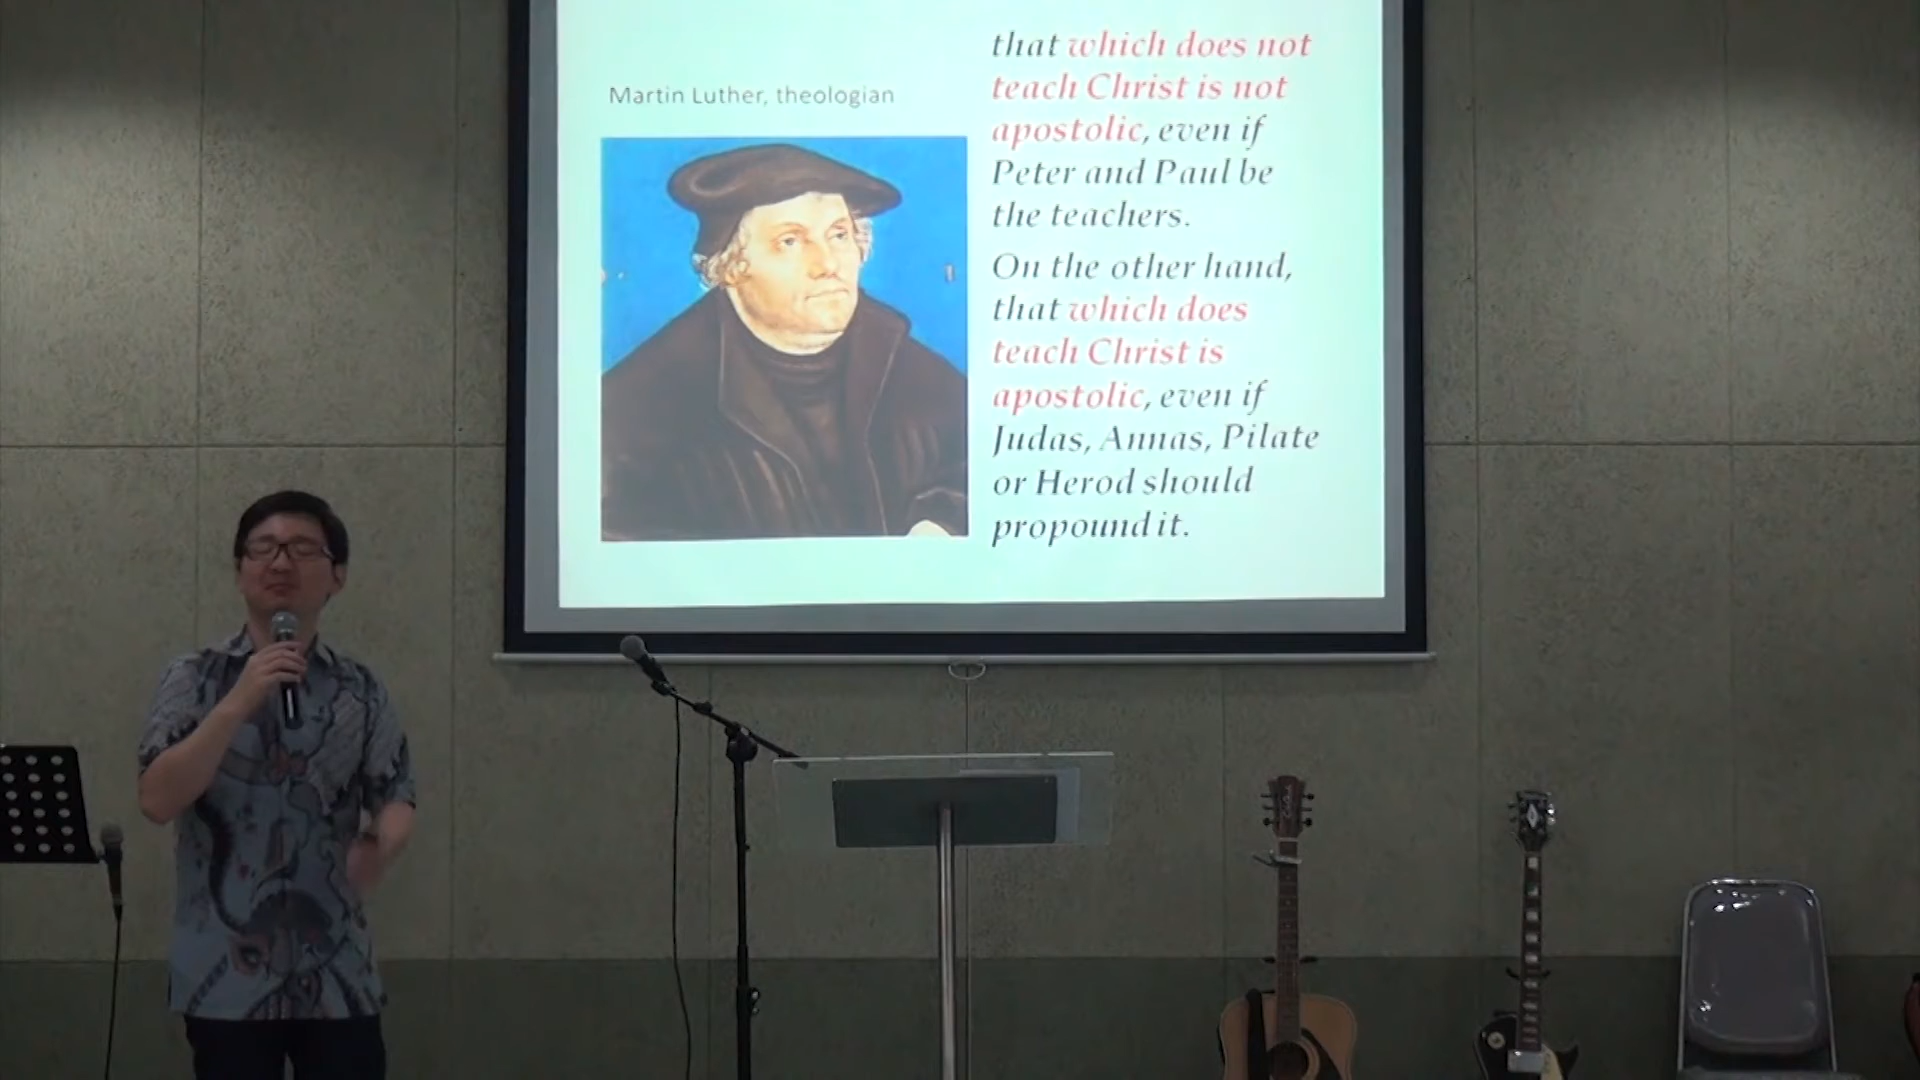 Martin Luther, theologian
that which does not
teach Christ is not
apostolic, even if
Peter and Paul be
the teachers.
On the other hand,
that which does
teach Christ is
apostolic, even if
Judas, Annas, Pilate
or Herod should
propound it.